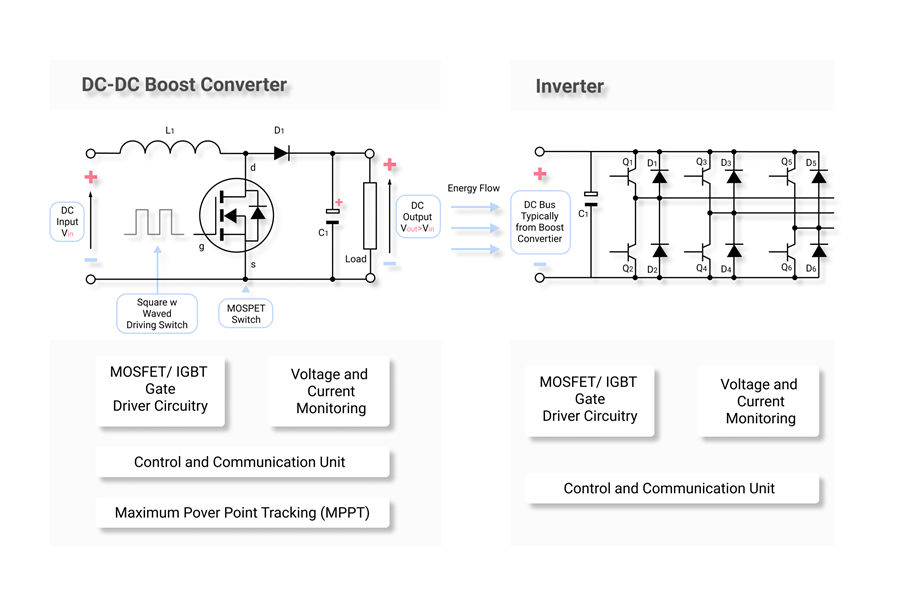 DC-DC Boost Converter
Inverter
L1
D1
d
g
s
C1
Load
+
−
DC
Input
Vin
+
−
DC
Output
Vout>Vin
+
Square w
Waved
Driving Switch
MOSPET
Switch
Energy Flow
+
−
DC Bus
Typically
from Boost
Convertier
C1
Q1
D1
Q3
D3
Q5
D5
Q2
D2
Q4
D4
Q6
D6
MOSFET/ IGBT
Gate
Driver Circuitry
Voltage and
Current
Monitoring
Control and Communication Unit
Maximum Pover Point Tracking (MPPT)
MOSFET/ IGBT
Gate
Driver Circuitry
Voltage and
Current
Monitoring
Control and Communication Unit